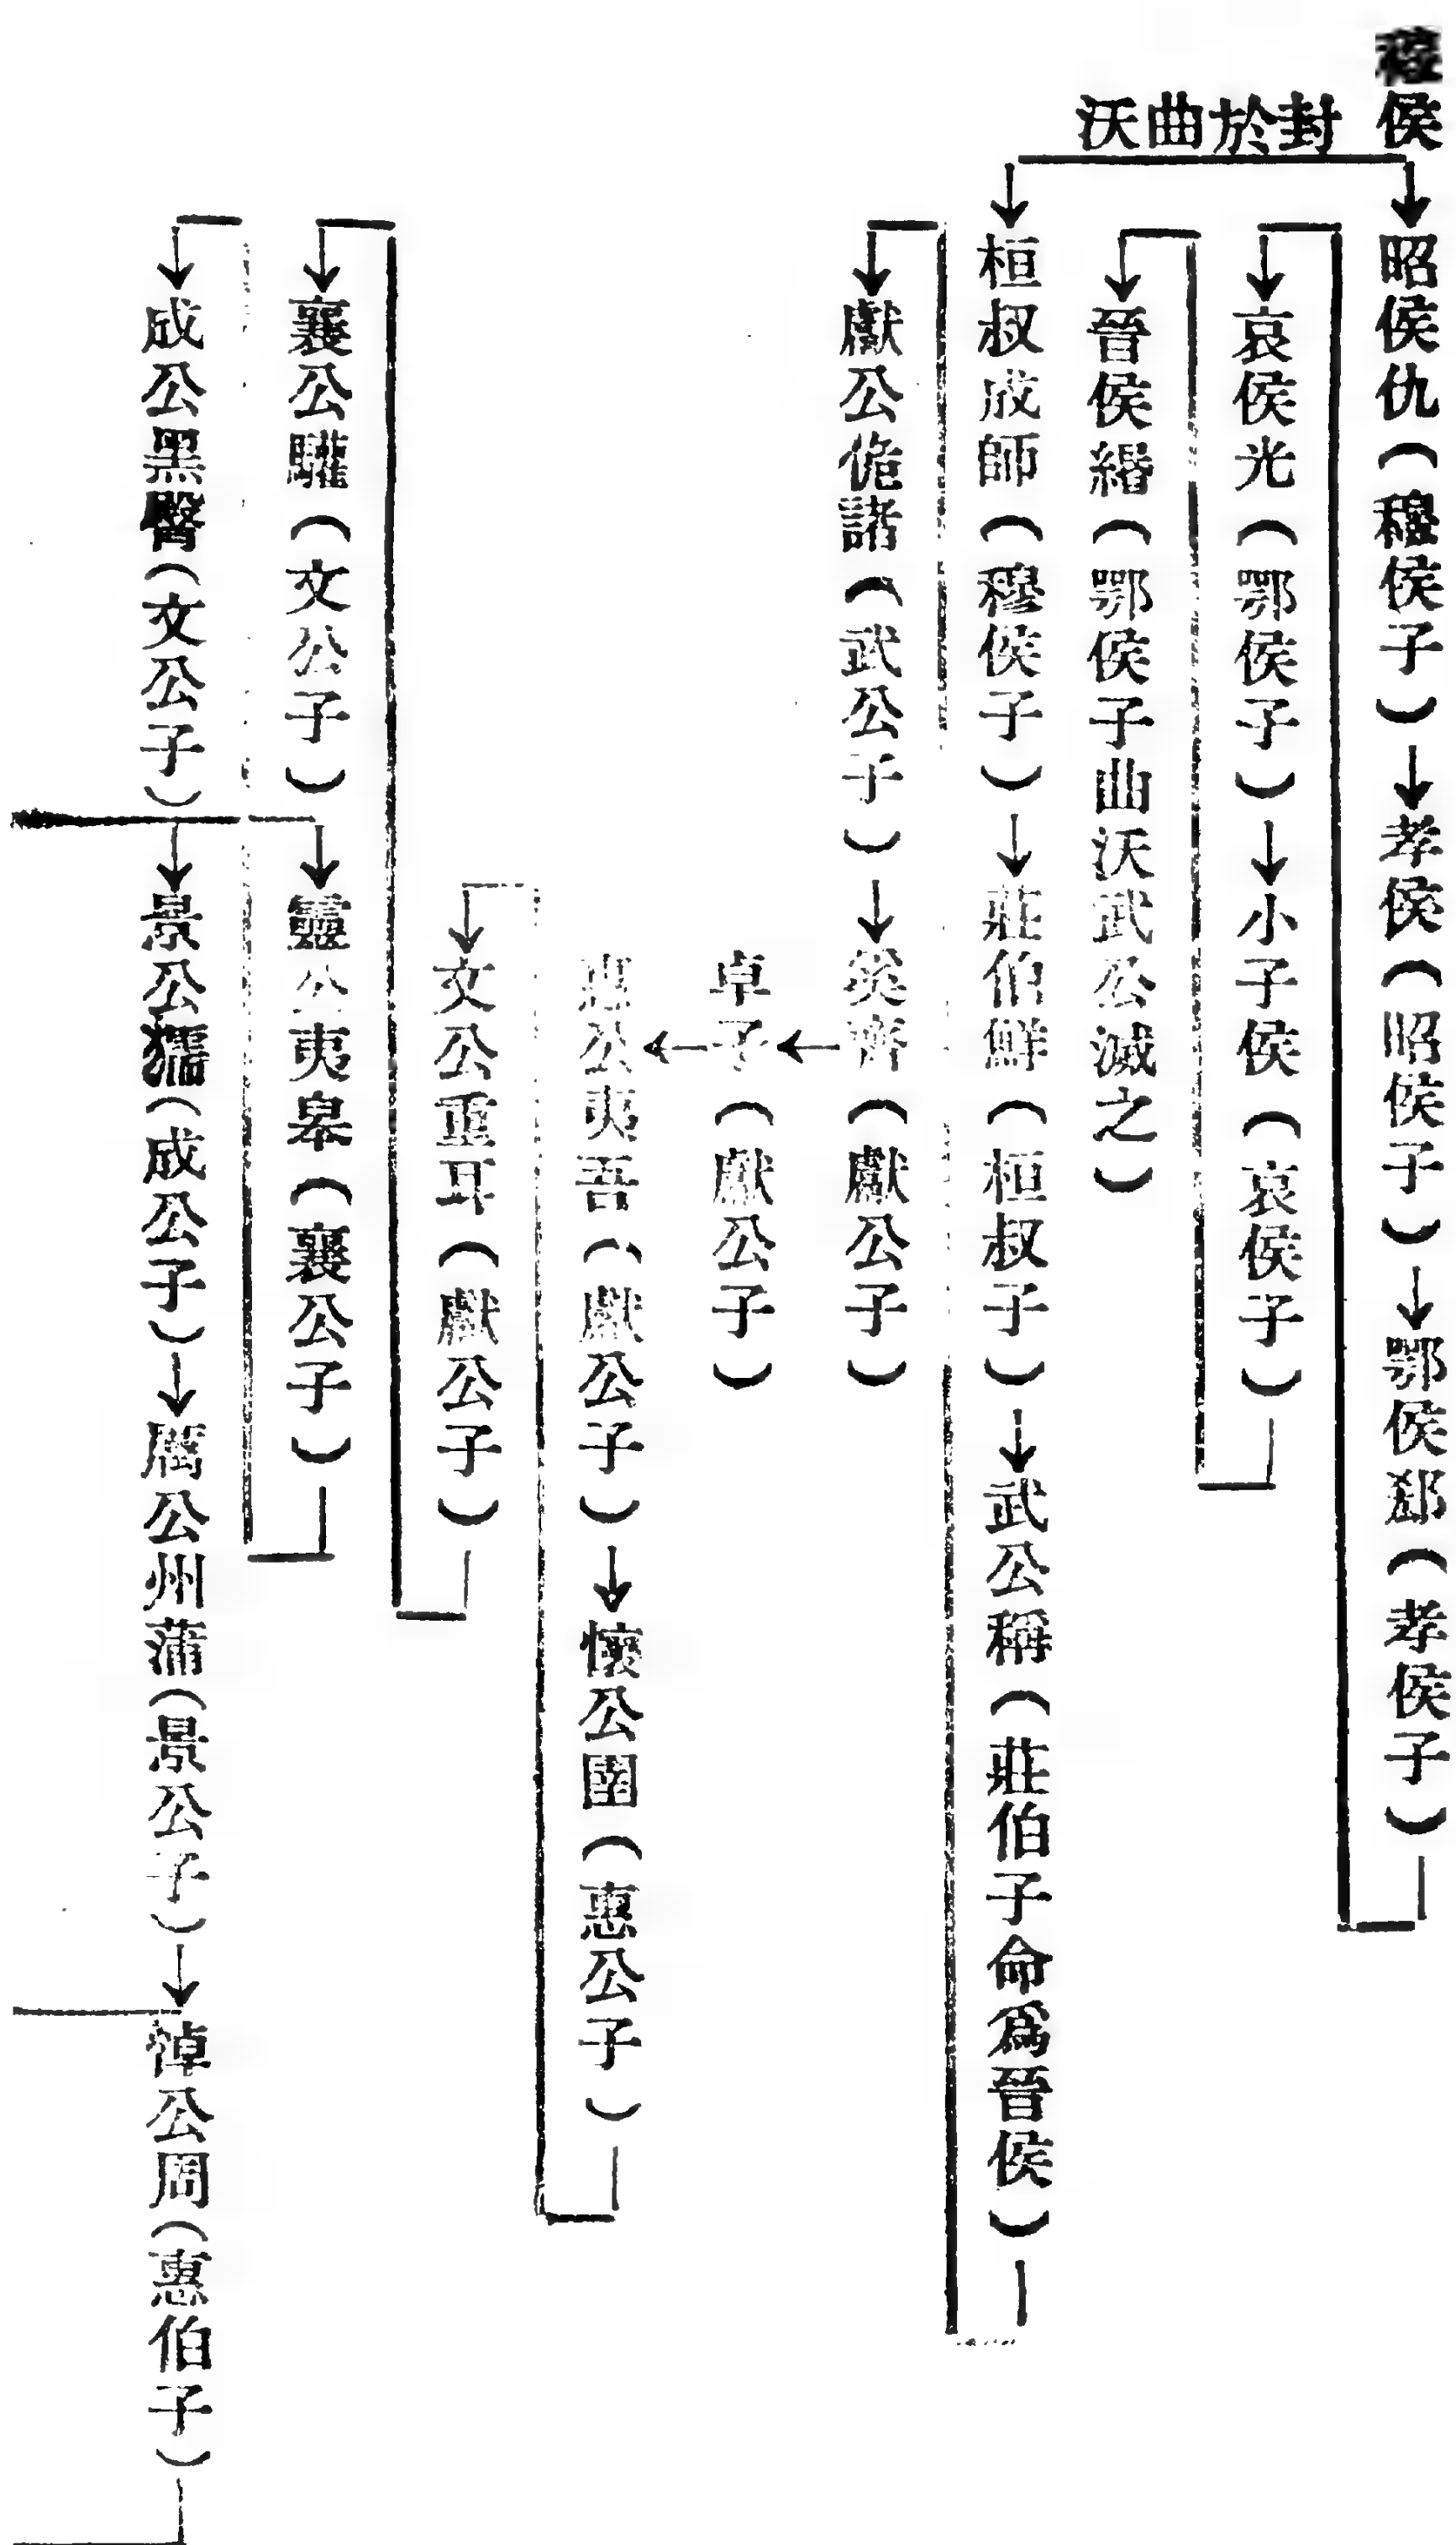 穆侯
封於曲沃
昭侯仇（穆侯子）↓孝侯（昭侯子）↓鄂侯郄（孝侯子）
哀侯光（鄂侯子）↓小子侯（哀侯子）
晉侯緡（鄂侯子曲沃武公滅之）
桓叔成師（穆侯子）↓莊伯鮮（桓叔子）↓武公稱（莊伯子命爲晉侯）
獻公佹諸（武公子）↓奚齊（獻公子）
卓子（獻公子）
惠公夷吾（獻公子）↓懷公圉（惠公子）
文公重耳（獻公子）
襄公驩（文公子）
靈公夷皋（襄公子）
成公黑臀（文公子）
景公獳（成公子）↓厲公州蒲（景公子）↓悼公周（惠伯子）